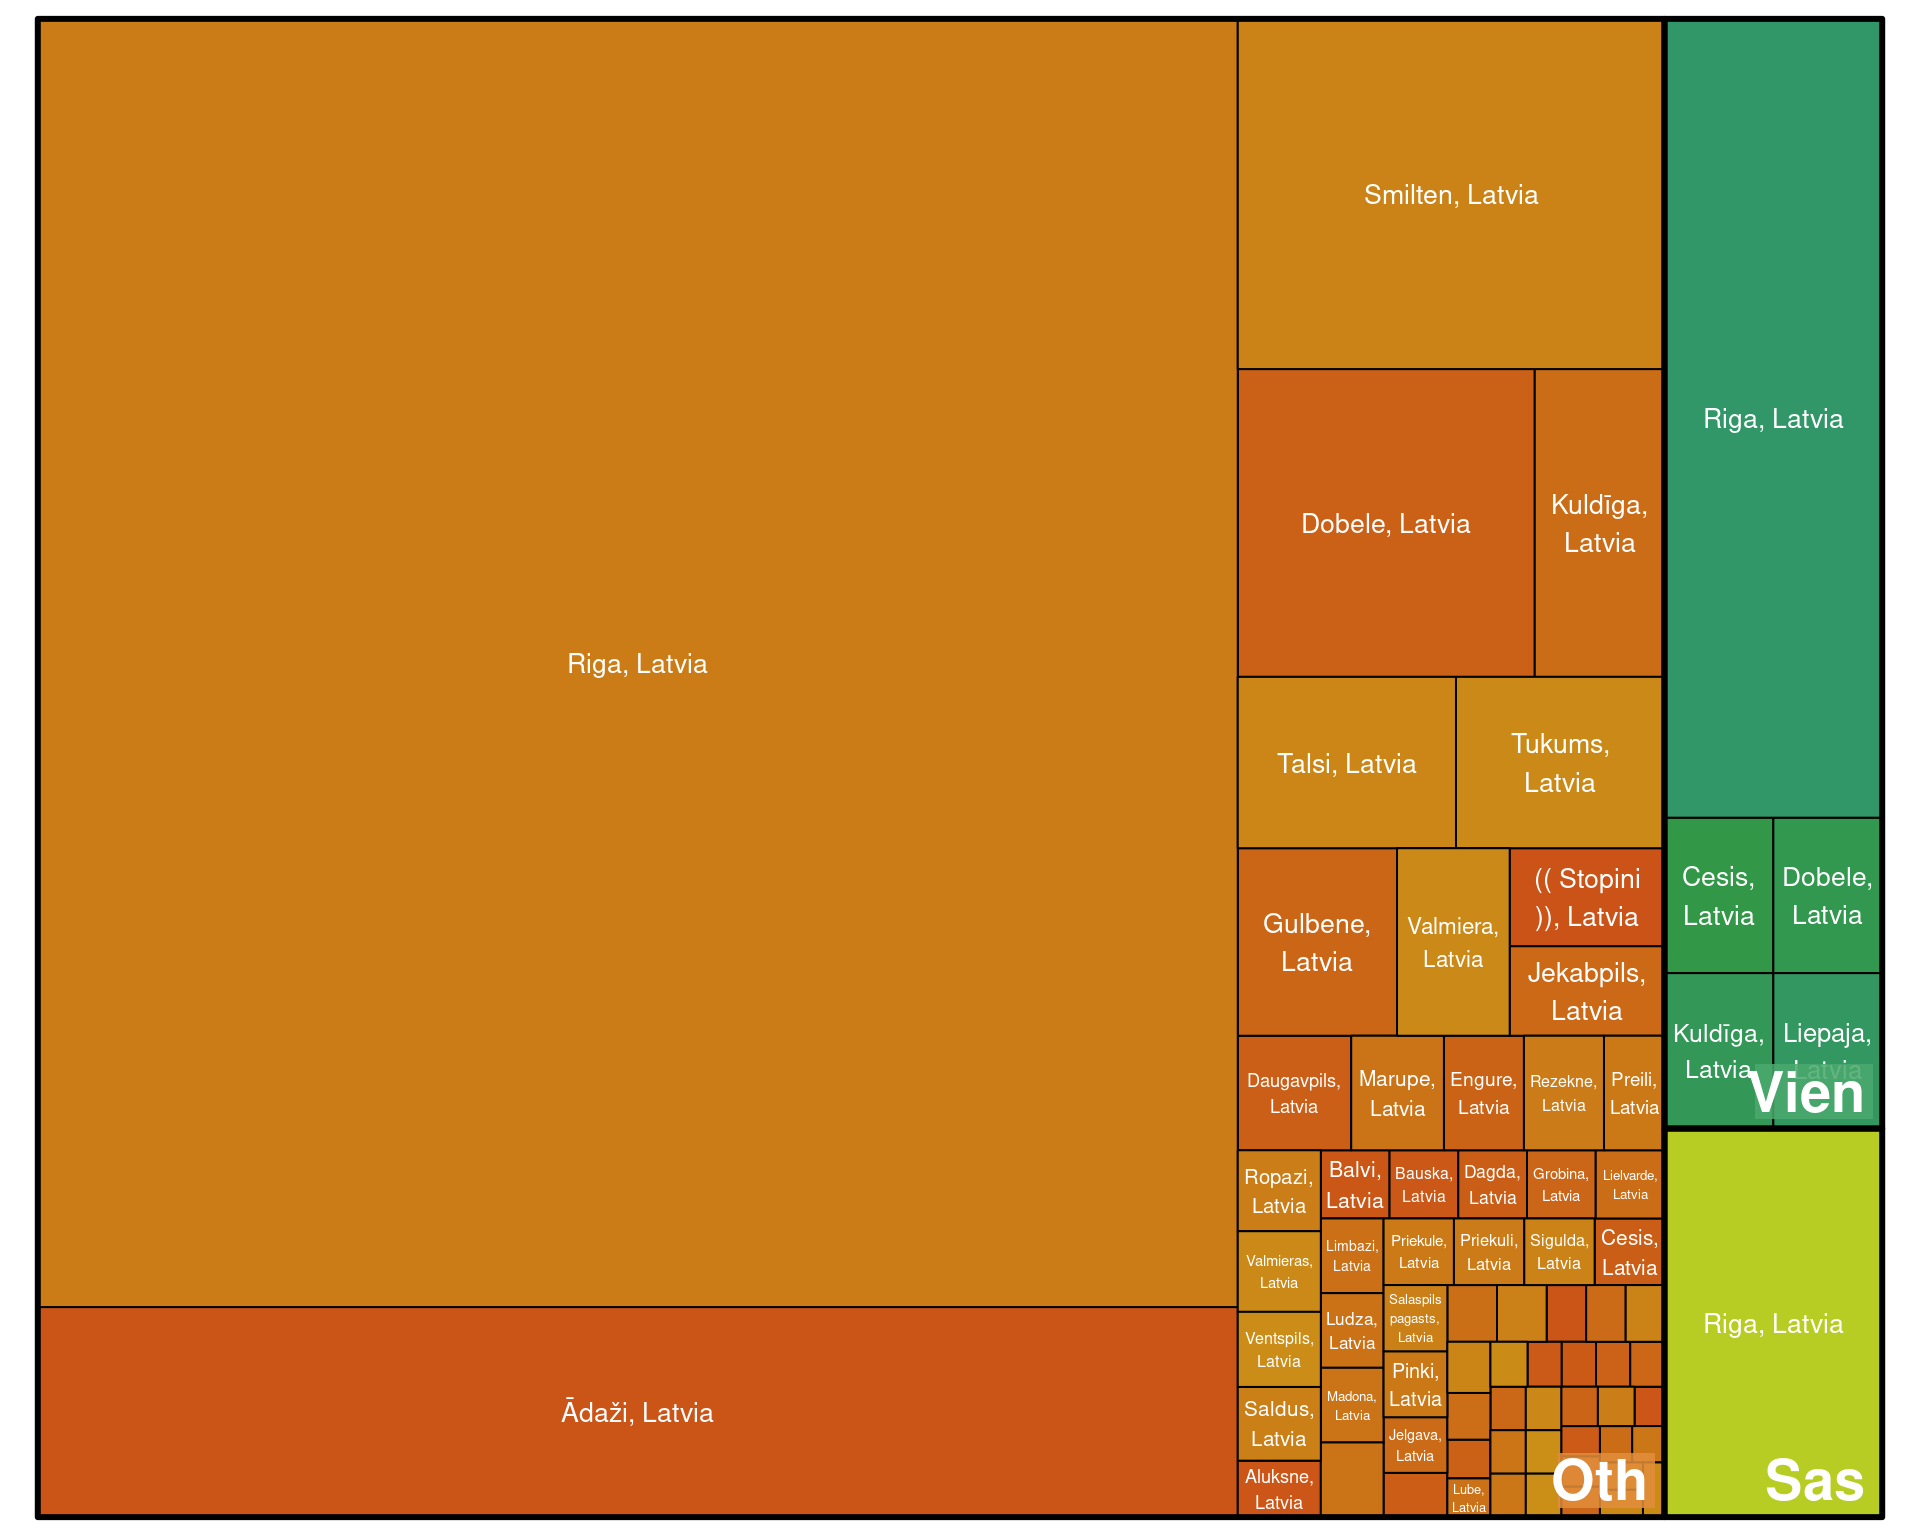 Riga, Latvia
Ādaži, Latvia
Smilten, Latvia
Dobele, Latvia
Kuldīga,
Latvia
Talsi, Latvia
Tukums,
Latvia
Gulbene,
Latvia
Valmiera,
Latvia
(( Stopini
)), Latvia
Jekabpils,
Latvia
Daugavpils,
Latvia
Marupe,
Latvia
Engure,
Latvia
Rezekne,
Latvia
Preili,
Latvia
Ropazi,
Latvia
Valmieras,
Latvia
Ventspils,
Latvia
Saldus,
Latvia
Aluksne,
Latvia
Balvi,
Latvia
Bauska,
Latvia
Dagda,
Latvia
Grobina,
Latvia
Lielvarde,
Latvia
Limbazi,
Latvia
Ludza,
Latvia
Madona,
Latvia
Priekule,
Latvia
Priekuli,
Latvia
Sigulda,
Latvia
Cesis,
Latvia
Salaspils
pagasts,
Latvia
Pinki,
Latvia
Jelgava,
Latvia
Lube,
Latvia
Oth
Riga, Latvia
Cesis,
Latvia
Dobele,
Latvia
Kuldīga,
Latvia
Liepaja,
Latvia
Vien
Riga, Latvia
Sas